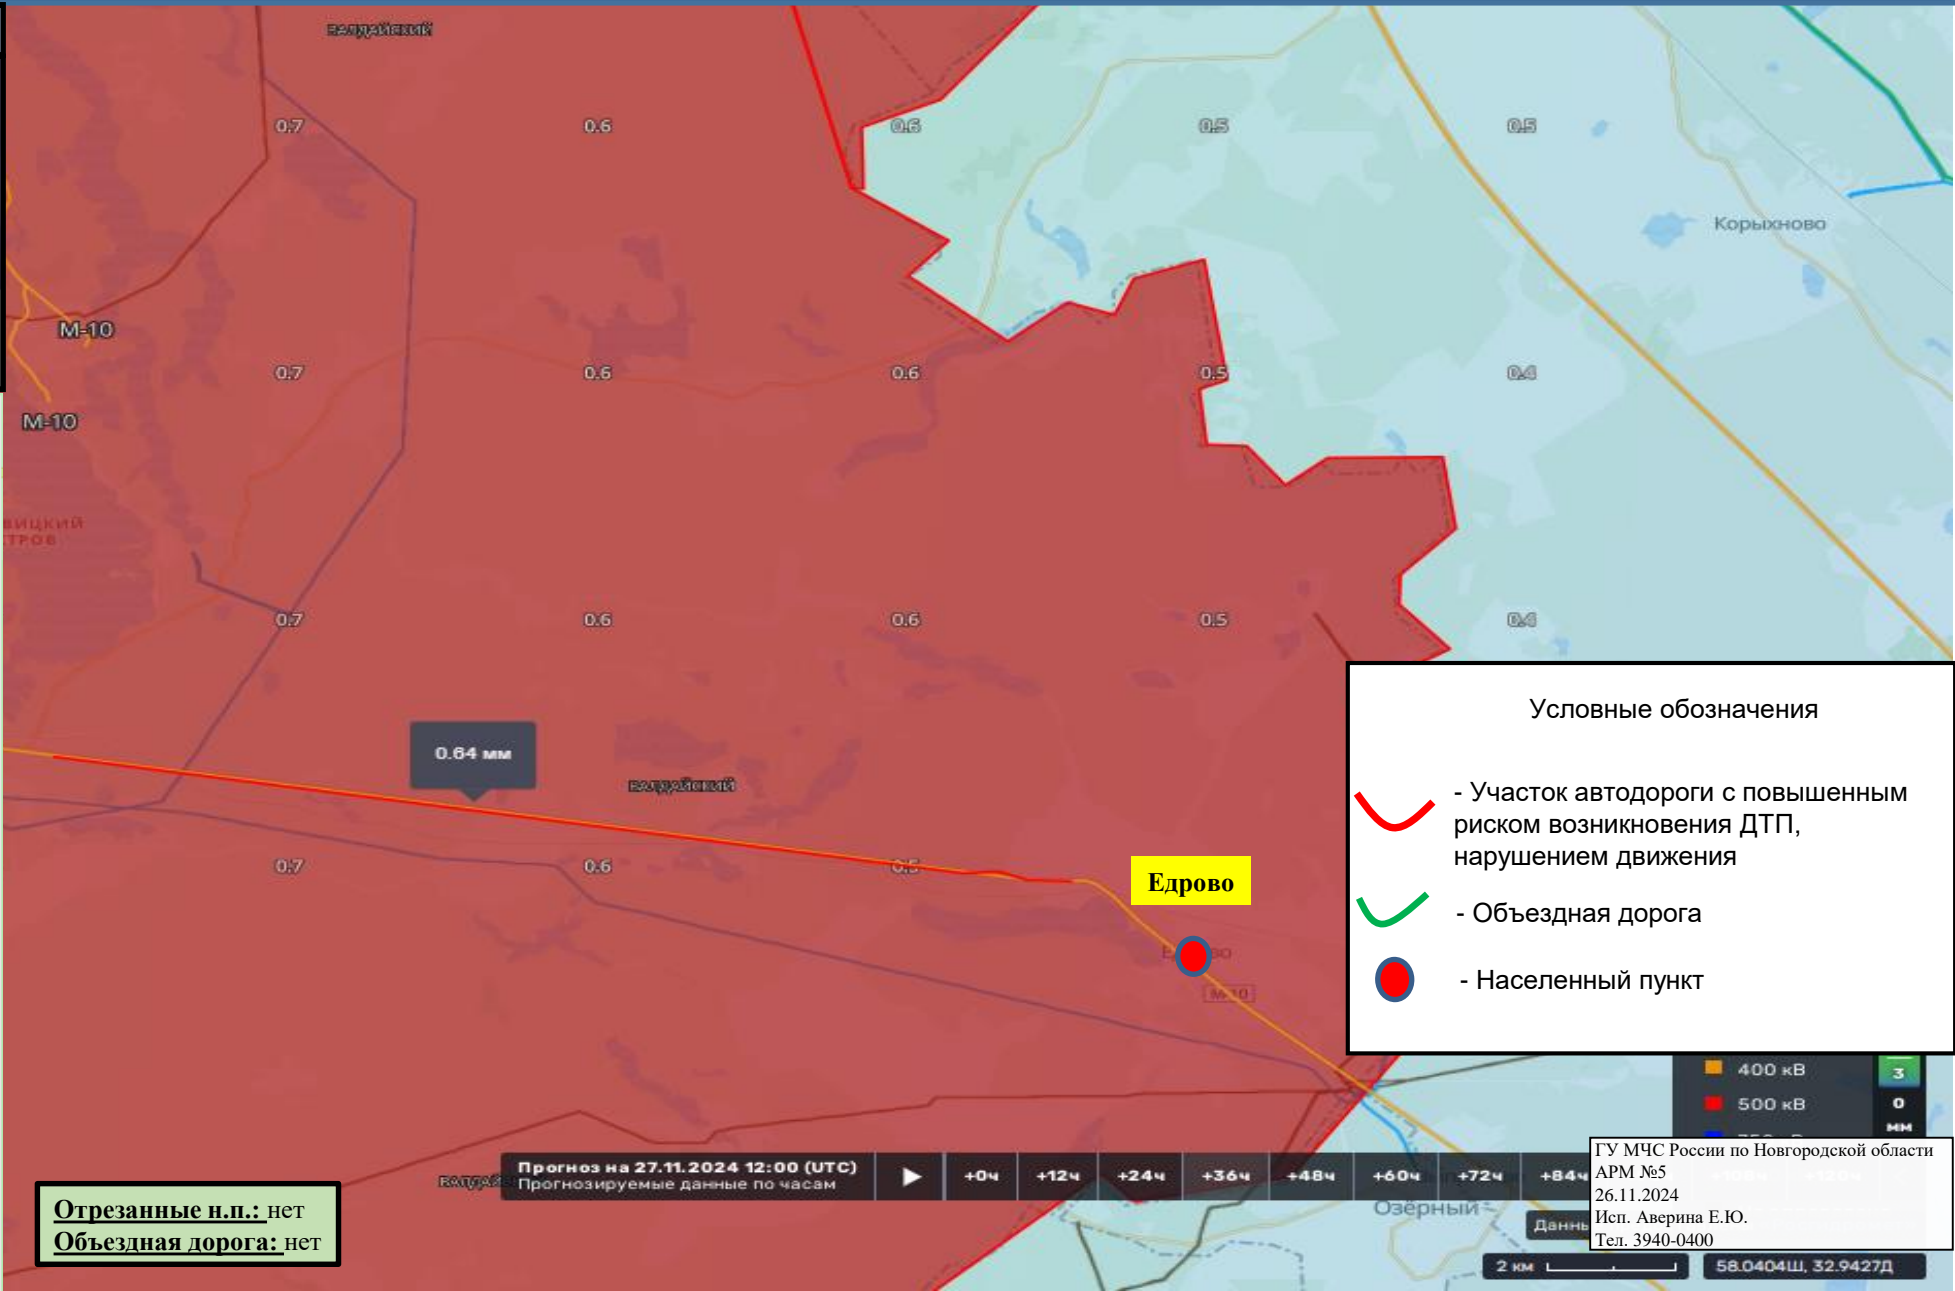 ВАЛДАЙСКИЙ
0.7 0.6 0.6 0.5 0.5
Корыхново
М-10
0.7 0.6 0.6 0.5 0.4
М-10
ВИЦКИЙ
ТРОВ
0.7 0.6 0.6 0.5 0.4
Условные обозначения
0.64 мм
ВАЛДАЙСКИЙ
- Участок автодороги с повышенным
риском возникновения ДТП,
нарушением движения
0.7 0.6 0.5
Едрово
- Объездная дорога
М-10
- Населенный пункт
400 кВ
3
500 кВ
0
мм
Прогноз на 27.11.2024 12:00 (UTC)
Прогнозируемые данные по часам
+0ч +12ч +24ч +36ч +48ч +60ч +72ч +84ч
ГУ МЧС России по Новгородской области
АРМ №5
26.11.2024
Исп. Аверина Е.Ю.
Тел. 3940-0400
Озёрный
Отрезанные н.п.: нет
Объездная дорога: нет
2 км
58.0404Ш, 32.9427Д